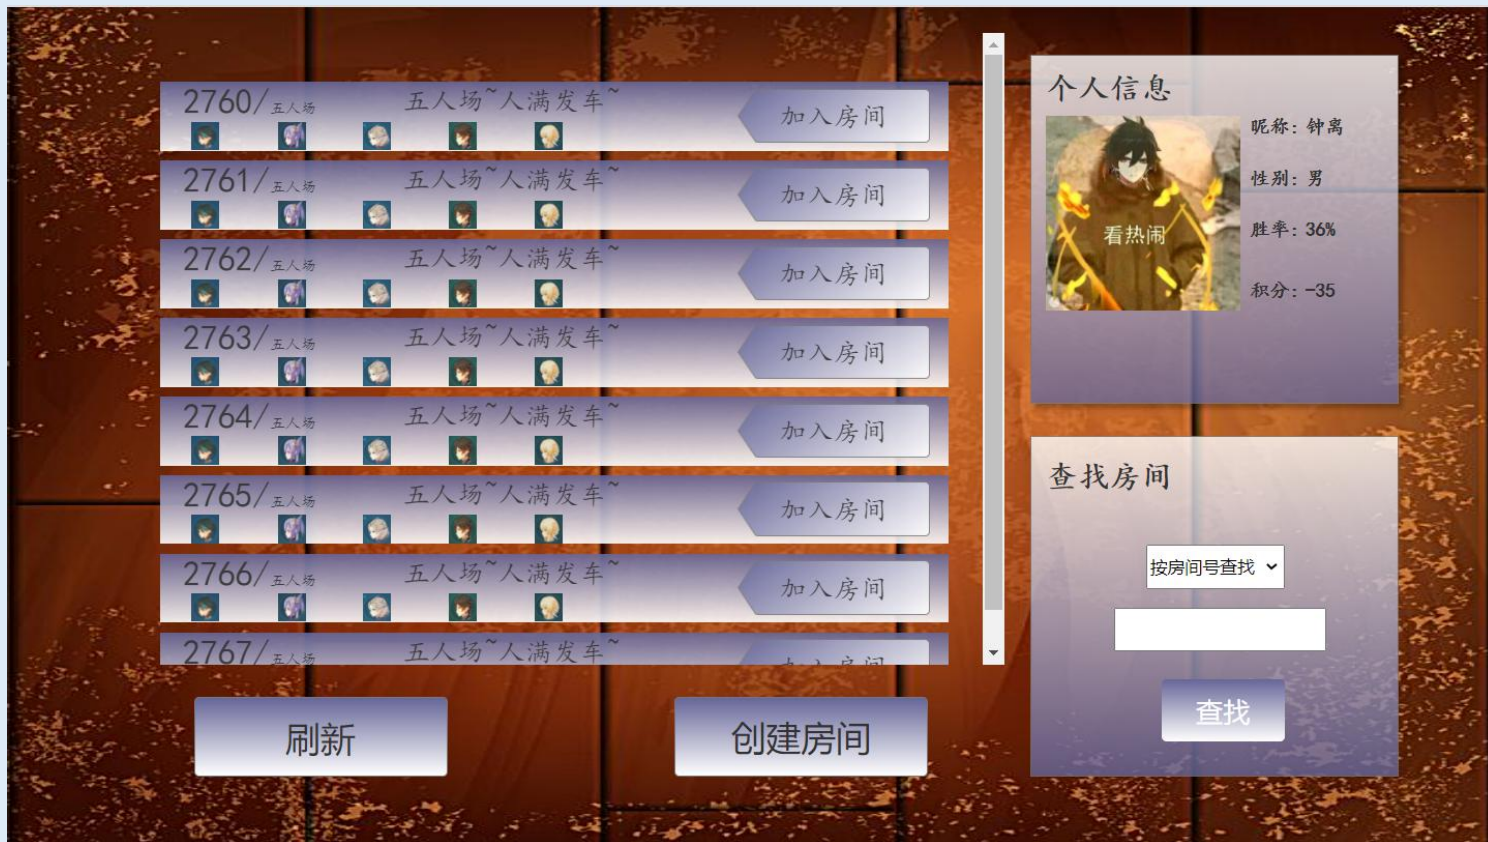 2760/五人场 五人场~人满发车~ 加入房间
2761/五人场 五人场~人满发车~ 加入房间
2762/五人场 五人场~人满发车~ 加入房间
2763/五人场 五人场~人满发车~ 加入房间
2764/五人场 五人场~人满发车~ 加入房间
2765/五人场 五人场~人满发车~ 加入房间
2766/五人场 五人场~人满发车~ 加入房间
2767/五人场 五人场~人满发车~ 加入房间
刷新
创建房间
个人信息
看热闹
昵称: 钟离
性别: 男
胜率: 36%
积分: -35
查找房间
按房间号查找
查找